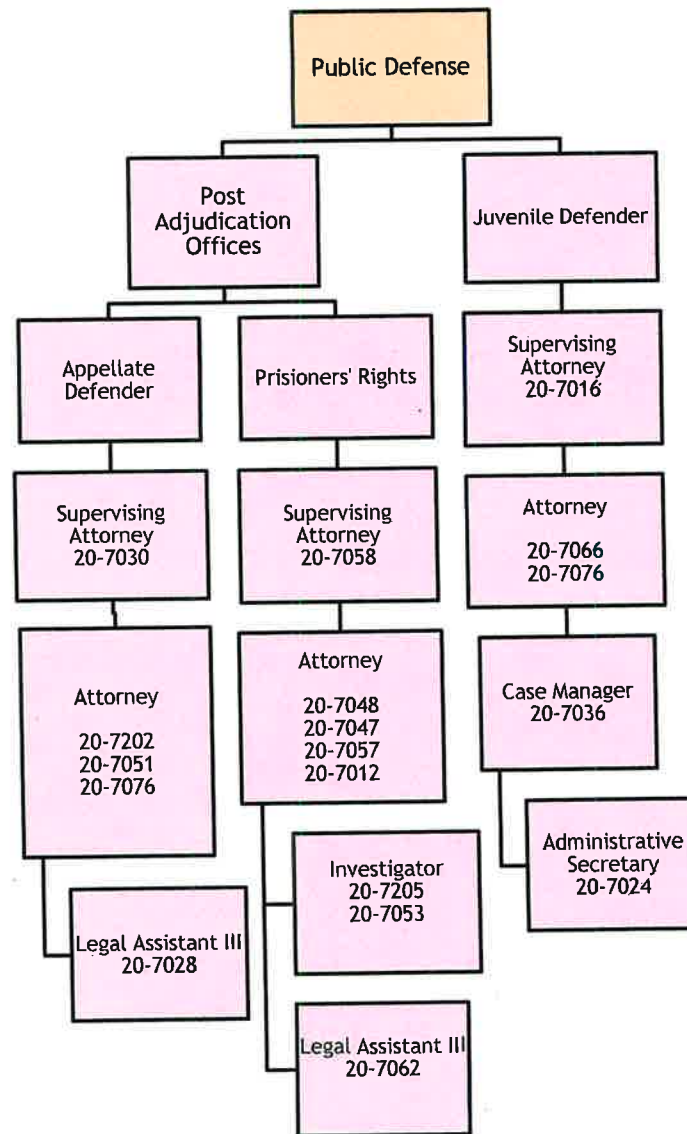 Public Defense
Post
Adjudication
Offices
Juvenile Defender
Appellate
Defender
Prisioners' Rights
Supervising
Attorney
20-7016
Supervising
Attorney
20-7030
Supervising
Attorney
20-7058
Attorney
20-7066
20-7076
Attorney
20-7202
20-7051
20-7076
Attorney
20-7048
20-7047
20-7057
20-7012
Case Manager
20-7036
Legal Assistant III
20-7028
Investigator
20-7205
20-7053
Administrative
Secretary
20-7024
Legal Assistant III
20-7062